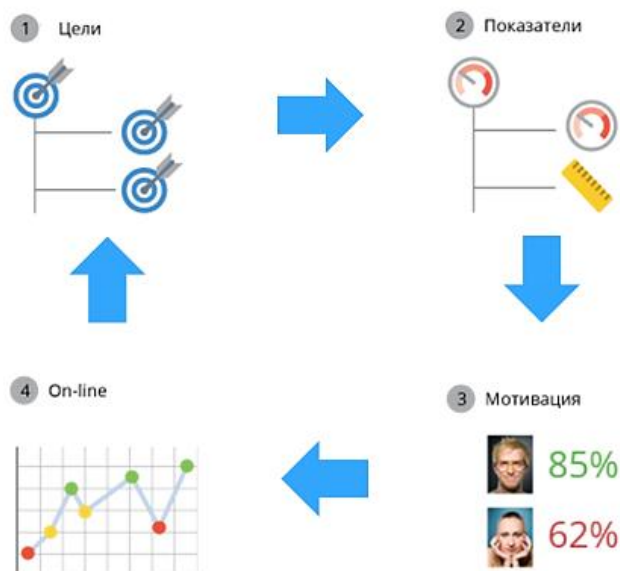 1 Цели
2 Показатели
4 On-line
3 Мотивация
85%
62%